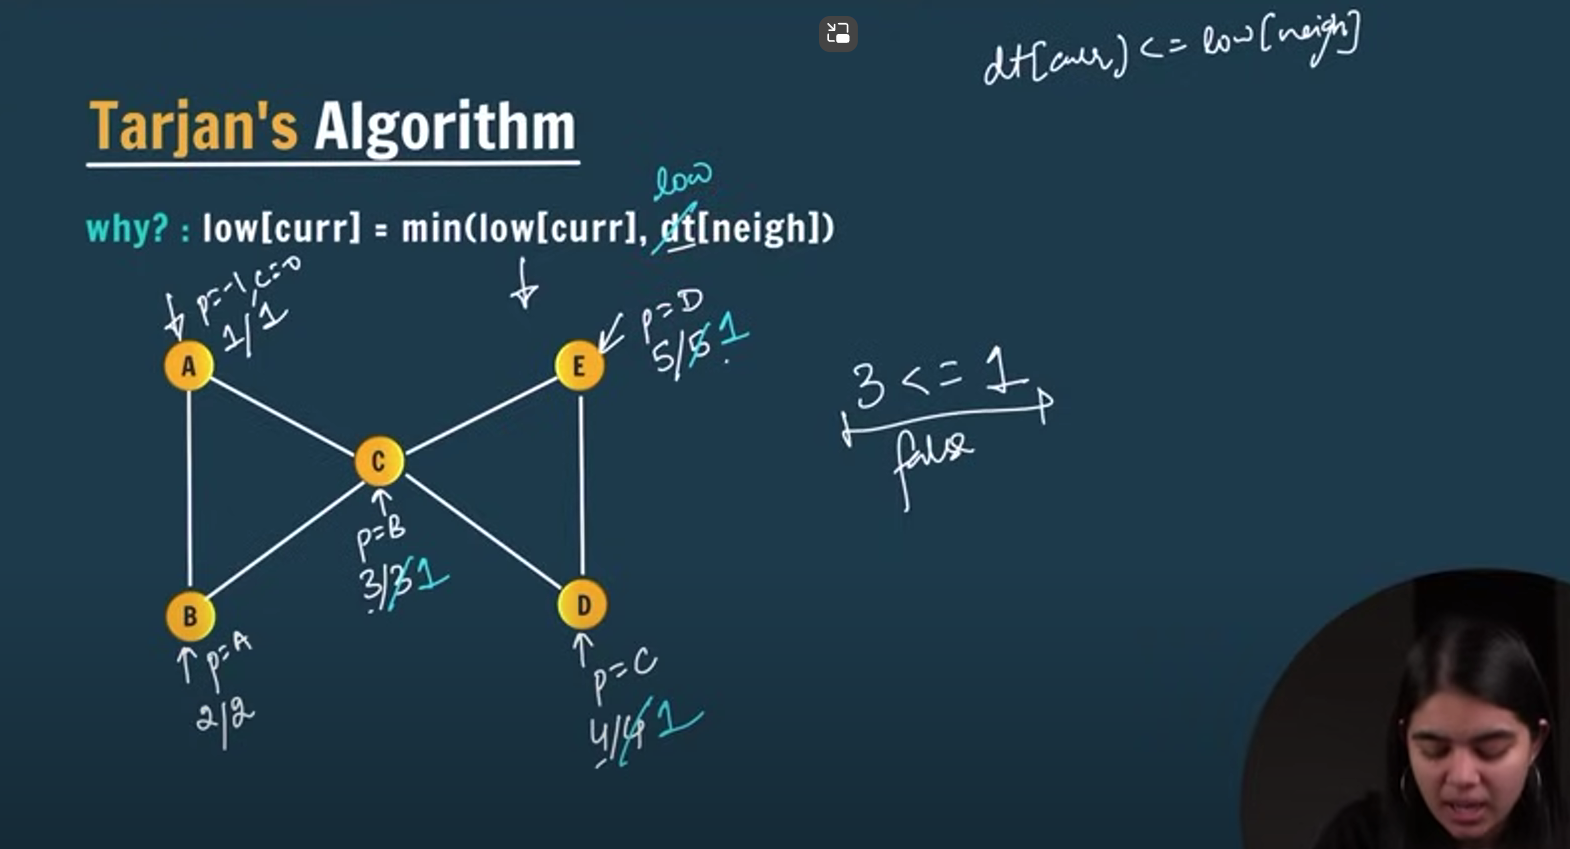 dt[curr] <= low[neigh]
Tarjan's Algorithm
low
why? : low[curr] = min(low[curr], dt[neigh])
p=-1, c=0
1/1
A
p=D
5/5 1
E
3 <= 1
false
C
p=B
3/3 1
B
p=A
2/2
D
p=C
4/4 1